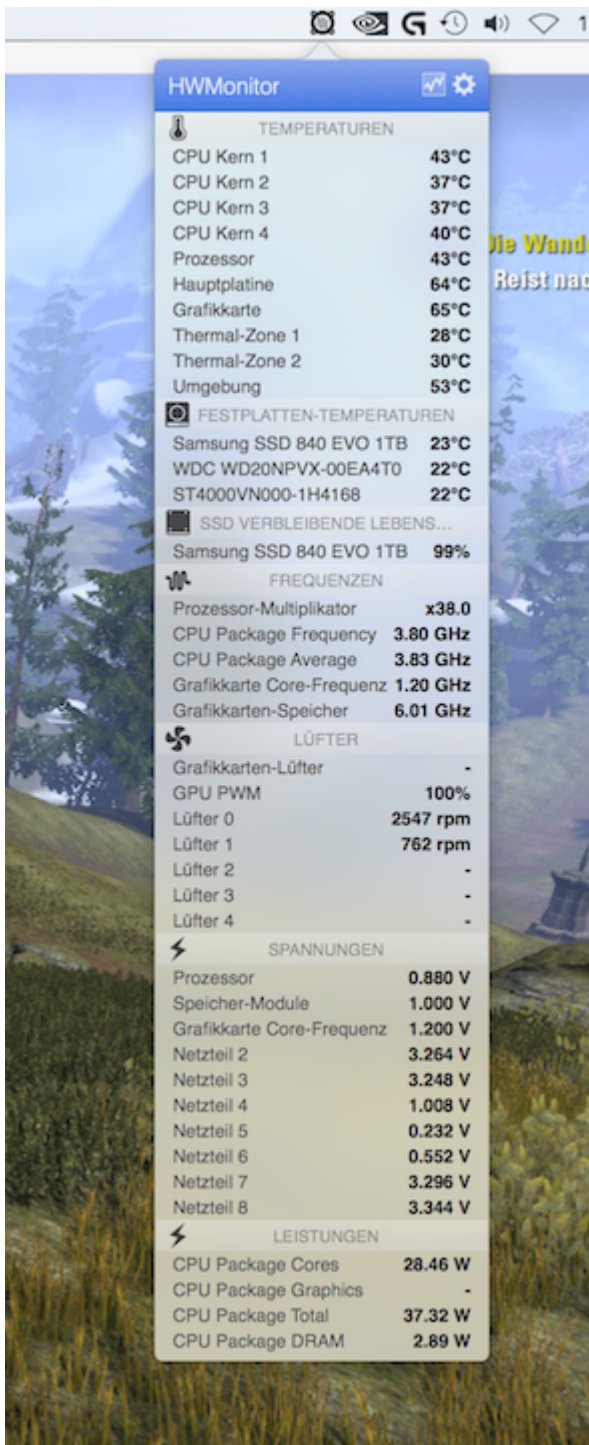 1
HWMonitor
TEMPERATUREN
CPU Kern 1 43°C
CPU Kern 2 37°C
CPU Kern 3 37°C
CPU Kern 4 40°C
Prozessor 43°C
Hauptplatine 64°C
Grafikkarte 65°C
Thermal-Zone 1 28°C
Thermal-Zone 2 30°C
Umgebung 53°C
Die Wand
Reist nac
FESTPLATTEN-TEMPERATUREN
Samsung SSD 840 EVO 1TB 23°C
WDC WD20NPVX-00EA4T0 22°C
ST4000VN000-1H4168 22°C
SSD VERBLEIBENDE LEBENS...
Samsung SSD 840 EVO 1TB 99%
FREQUENZEN
Prozessor-Multiplikator x38.0
CPU Package Frequency 3.80 GHz
CPU Package Average 3.83 GHz
Grafikkarte Core-Frequenz 1.20 GHz
Grafikkarten-Speicher 6.01 GHz
LÜFTER
Grafikkarten-Lüfter -
GPU PWM 100%
Lüfter 0 2547 rpm
Lüfter 1 762 rpm
Lüfter 2 -
Lüfter 3 -
Lüfter 4 -
SPANNUNGEN
Prozessor 0.880 V
Speicher-Module 1.000 V
Grafikkarte Core-Frequenz 1.200 V
Netzteil 2 3.264 V
Netzteil 3 3.248 V
Netzteil 4 1.008 V
Netzteil 5 0.232 V
Netzteil 6 0.552 V
Netzteil 7 3.296 V
Netzteil 8 3.344 V
LEISTUNGEN
CPU Package Cores 28.46 W
CPU Package Graphics -
CPU Package Total 37.32 W
CPU Package DRAM 2.89 W